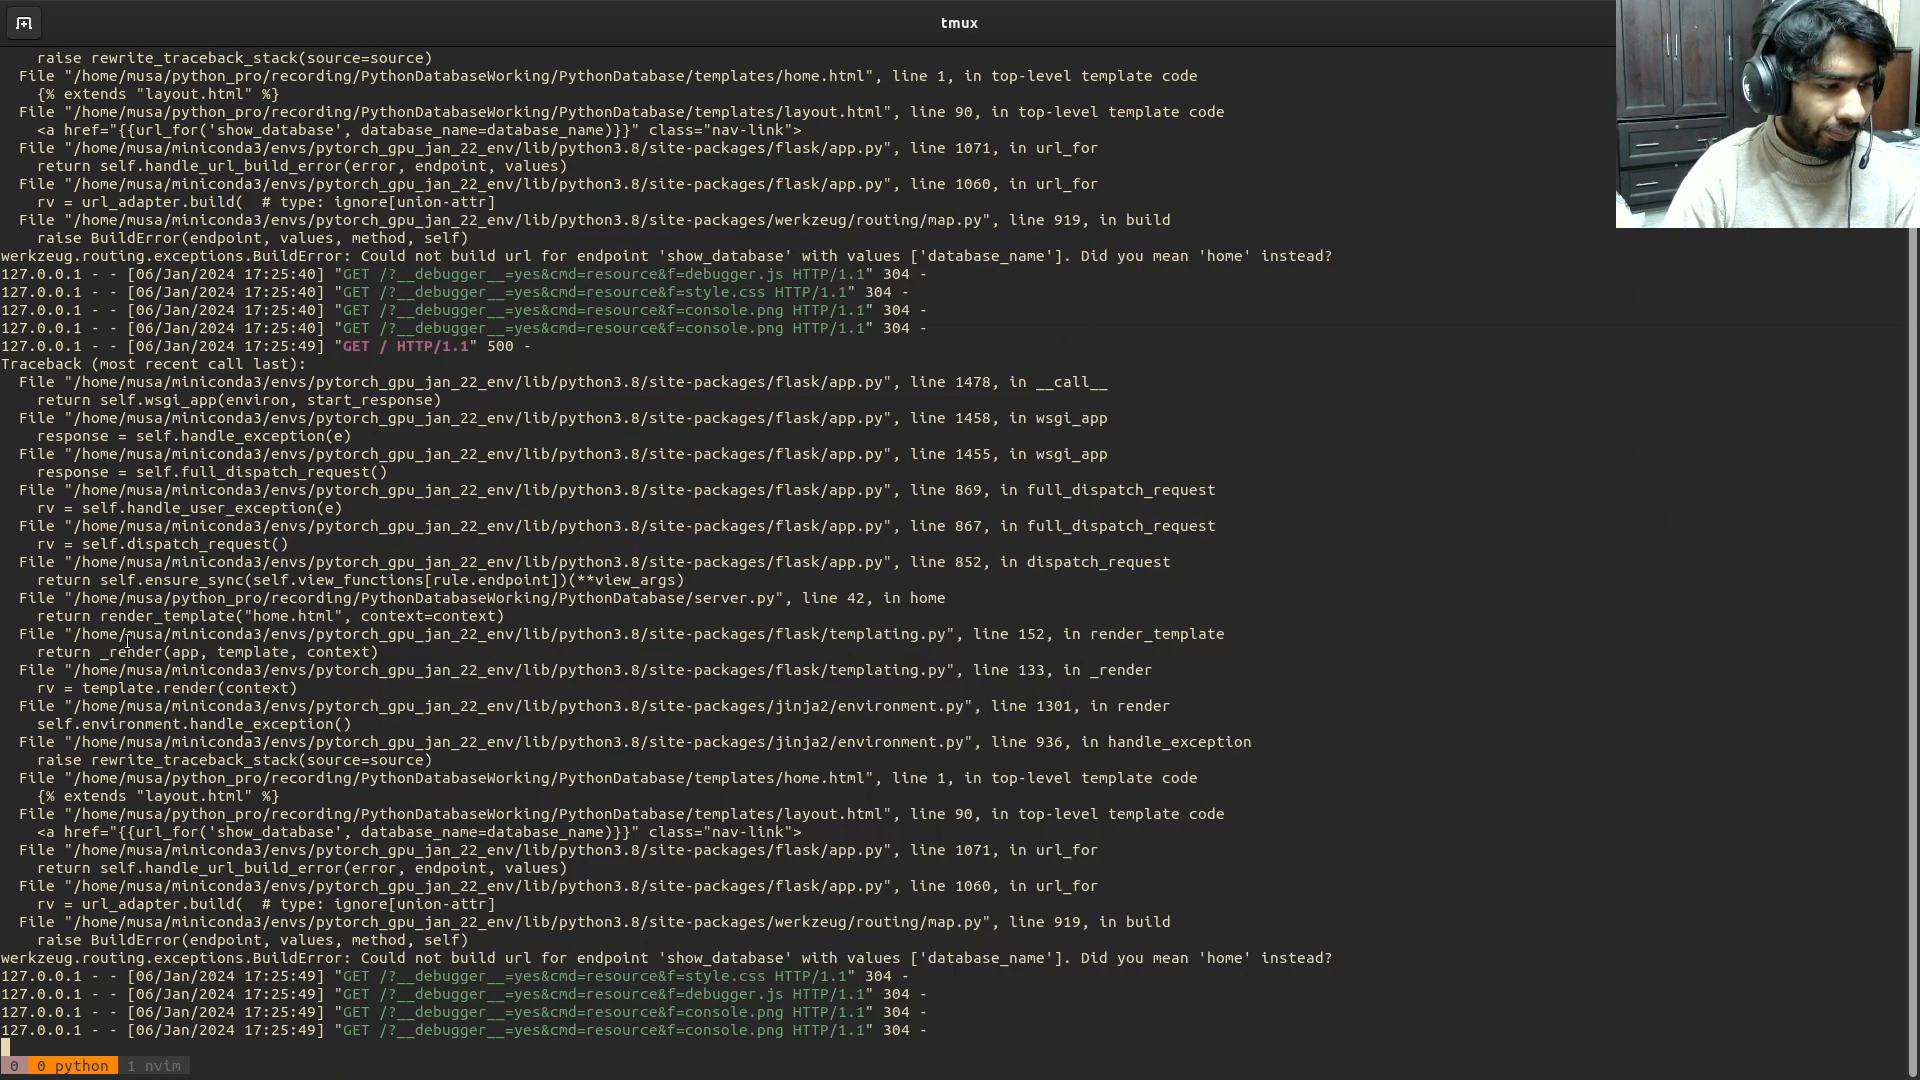 tmux
raise rewrite_traceback_stack(source=source)
File "/home/musa/python_pro/recording/PythonDatabaseWorking/PythonDatabase/templates/home.html", line 1, in top-level template code
{% extends "layout.html" %}
File "/home/musa/python_pro/recording/PythonDatabaseWorking/PythonDatabase/templates/layout.html", line 90, in top-level template code
<a href="{{url_for('show_database', database_name=database_name)}}" class="nav-link">
File "/home/musa/miniconda3/envs/pytorch_gpu_jan_22_env/lib/python3.8/site-packages/flask/app.py", line 1071, in url_for
return self.handle_url_build_error(error, endpoint, values)
File "/home/musa/miniconda3/envs/pytorch_gpu_jan_22_env/lib/python3.8/site-packages/flask/app.py", line 1060, in url_for
rv = url_adapter.build(  # type: ignore[union-attr]
File "/home/musa/miniconda3/envs/pytorch_gpu_jan_22_env/lib/python3.8/site-packages/werkzeug/routing/map.py", line 919, in build
raise BuildError(endpoint, values, method, self)
werkzeug.routing.exceptions.BuildError: Could not build url for endpoint 'show_database' with values ['database_name']. Did you mean 'home' instead?
127.0.0.1 - - [06/Jan/2024 17:25:40] "GET /?__debugger__=yes&cmd=resource&f=debugger.js HTTP/1.1" 304 -
127.0.0.1 - - [06/Jan/2024 17:25:40] "GET /?__debugger__=yes&cmd=resource&f=style.css HTTP/1.1" 304 -
127.0.0.1 - - [06/Jan/2024 17:25:40] "GET /?__debugger__=yes&cmd=resource&f=console.png HTTP/1.1" 304 -
127.0.0.1 - - [06/Jan/2024 17:25:40] "GET /?__debugger__=yes&cmd=resource&f=console.png HTTP/1.1" 304 -
127.0.0.1 - - [06/Jan/2024 17:25:49] "GET / HTTP/1.1" 500 -
Traceback (most recent call last):
File "/home/musa/miniconda3/envs/pytorch_gpu_jan_22_env/lib/python3.8/site-packages/flask/app.py", line 1478, in __call__
return self.wsgi_app(environ, start_response)
File "/home/musa/miniconda3/envs/pytorch_gpu_jan_22_env/lib/python3.8/site-packages/flask/app.py", line 1458, in wsgi_app
response = self.handle_exception(e)
File "/home/musa/miniconda3/envs/pytorch_gpu_jan_22_env/lib/python3.8/site-packages/flask/app.py", line 1455, in wsgi_app
response = self.full_dispatch_request()
File "/home/musa/miniconda3/envs/pytorch_gpu_jan_22_env/lib/python3.8/site-packages/flask/app.py", line 869, in full_dispatch_request
rv = self.handle_user_exception(e)
File "/home/musa/miniconda3/envs/pytorch_gpu_jan_22_env/lib/python3.8/site-packages/flask/app.py", line 867, in full_dispatch_request
rv = self.dispatch_request()
File "/home/musa/miniconda3/envs/pytorch_gpu_jan_22_env/lib/python3.8/site-packages/flask/app.py", line 852, in dispatch_request
return self.ensure_sync(self.view_functions[rule.endpoint])(**view_args)
File "/home/musa/python_pro/recording/PythonDatabaseWorking/PythonDatabase/server.py", line 42, in home
return render_template("home.html", context=context)
File "/home/musa/miniconda3/envs/pytorch_gpu_jan_22_env/lib/python3.8/site-packages/flask/templating.py", line 152, in render_template
return _render(app, template, context)
File "/home/musa/miniconda3/envs/pytorch_gpu_jan_22_env/lib/python3.8/site-packages/flask/templating.py", line 133, in _render
rv = template.render(context)
File "/home/musa/miniconda3/envs/pytorch_gpu_jan_22_env/lib/python3.8/site-packages/jinja2/environment.py", line 1301, in render
self.environment.handle_exception()
File "/home/musa/miniconda3/envs/pytorch_gpu_jan_22_env/lib/python3.8/site-packages/jinja2/environment.py", line 936, in handle_exception
raise rewrite_traceback_stack(source=source)
File "/home/musa/python_pro/recording/PythonDatabaseWorking/PythonDatabase/templates/home.html", line 1, in top-level template code
{% extends "layout.html" %}
File "/home/musa/python_pro/recording/PythonDatabaseWorking/PythonDatabase/templates/layout.html", line 90, in top-level template code
<a href="{{url_for('show_database', database_name=database_name)}}" class="nav-link">
File "/home/musa/miniconda3/envs/pytorch_gpu_jan_22_env/lib/python3.8/site-packages/flask/app.py", line 1071, in url_for
return self.handle_url_build_error(error, endpoint, values)
File "/home/musa/miniconda3/envs/pytorch_gpu_jan_22_env/lib/python3.8/site-packages/flask/app.py", line 1060, in url_for
rv = url_adapter.build(  # type: ignore[union-attr]
File "/home/musa/miniconda3/envs/pytorch_gpu_jan_22_env/lib/python3.8/site-packages/werkzeug/routing/map.py", line 919, in build
raise BuildError(endpoint, values, method, self)
werkzeug.routing.exceptions.BuildError: Could not build url for endpoint 'show_database' with values ['database_name']. Did you mean 'home' instead?
127.0.0.1 - - [06/Jan/2024 17:25:49] "GET /?__debugger__=yes&cmd=resource&f=style.css HTTP/1.1" 304 -
127.0.0.1 - - [06/Jan/2024 17:25:49] "GET /?__debugger__=yes&cmd=resource&f=debugger.js HTTP/1.1" 304 -
127.0.0.1 - - [06/Jan/2024 17:25:49] "GET /?__debugger__=yes&cmd=resource&f=console.png HTTP/1.1" 304 -
127.0.0.1 - - [06/Jan/2024 17:25:49] "GET /?__debugger__=yes&cmd=resource&f=console.png HTTP/1.1" 304 -
0 0 python 1 nvim